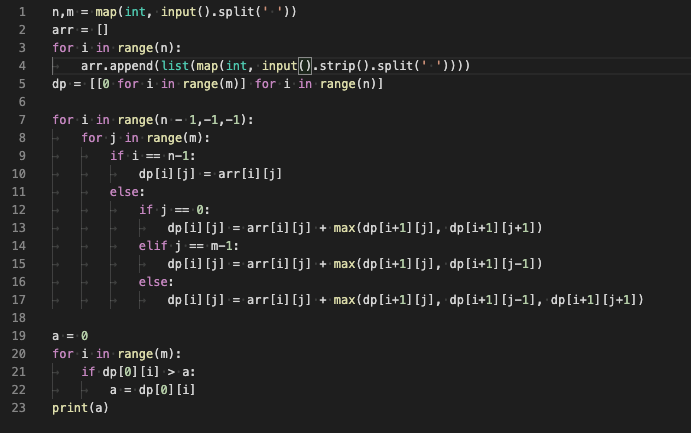 1 n,m = map(int, input().split(' '))
2 arr = []
3 for i in range(n):
4     arr.append(list(map(int, input().strip().split(' '))))
5 dp = [[0 for i in range(m)] for i in range(n)]
6
7 for i in range(n - 1,-1,-1):
8     for j in range(m):
9         if i == n-1:
10             dp[i][j] = arr[i][j]
11         else:
12             if j == 0:
13                 dp[i][j] = arr[i][j] + max(dp[i+1][j], dp[i+1][j+1])
14             elif j == m-1:
15                 dp[i][j] = arr[i][j] + max(dp[i+1][j], dp[i+1][j-1])
16             else:
17                 dp[i][j] = arr[i][j] + max(dp[i+1][j], dp[i+1][j-1], dp[i+1][j+1])
18
19 a = 0
20 for i in range(m):
21     if dp[0][i] > a:
22         a = dp[0][i]
23 print(a)